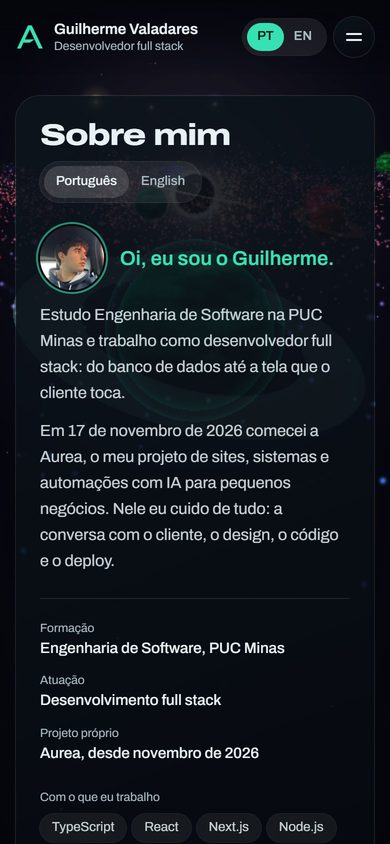 Guilherme Valadares
Desenvolvedor full stack
PT EN
Sobre mim
Português English
Oi, eu sou o Guilherme.
Estudo Engenharia de Software na PUC
Minas e trabalho como desenvolvedor full
stack: do banco de dados até a tela que o
cliente toca.
Em 17 de novembro de 2026 comecei a
Aurea, o meu projeto de sites, sistemas e
automações com IA para pequenos
negócios. Nele eu cuido de tudo: a
conversa com o cliente, o design, o código
e o deploy.
Formação
Engenharia de Software, PUC Minas
Atuação
Desenvolvimento full stack
Projeto próprio
Aurea, desde novembro de 2026
Com o que eu trabalho
TypeScript React Next.js Node.js